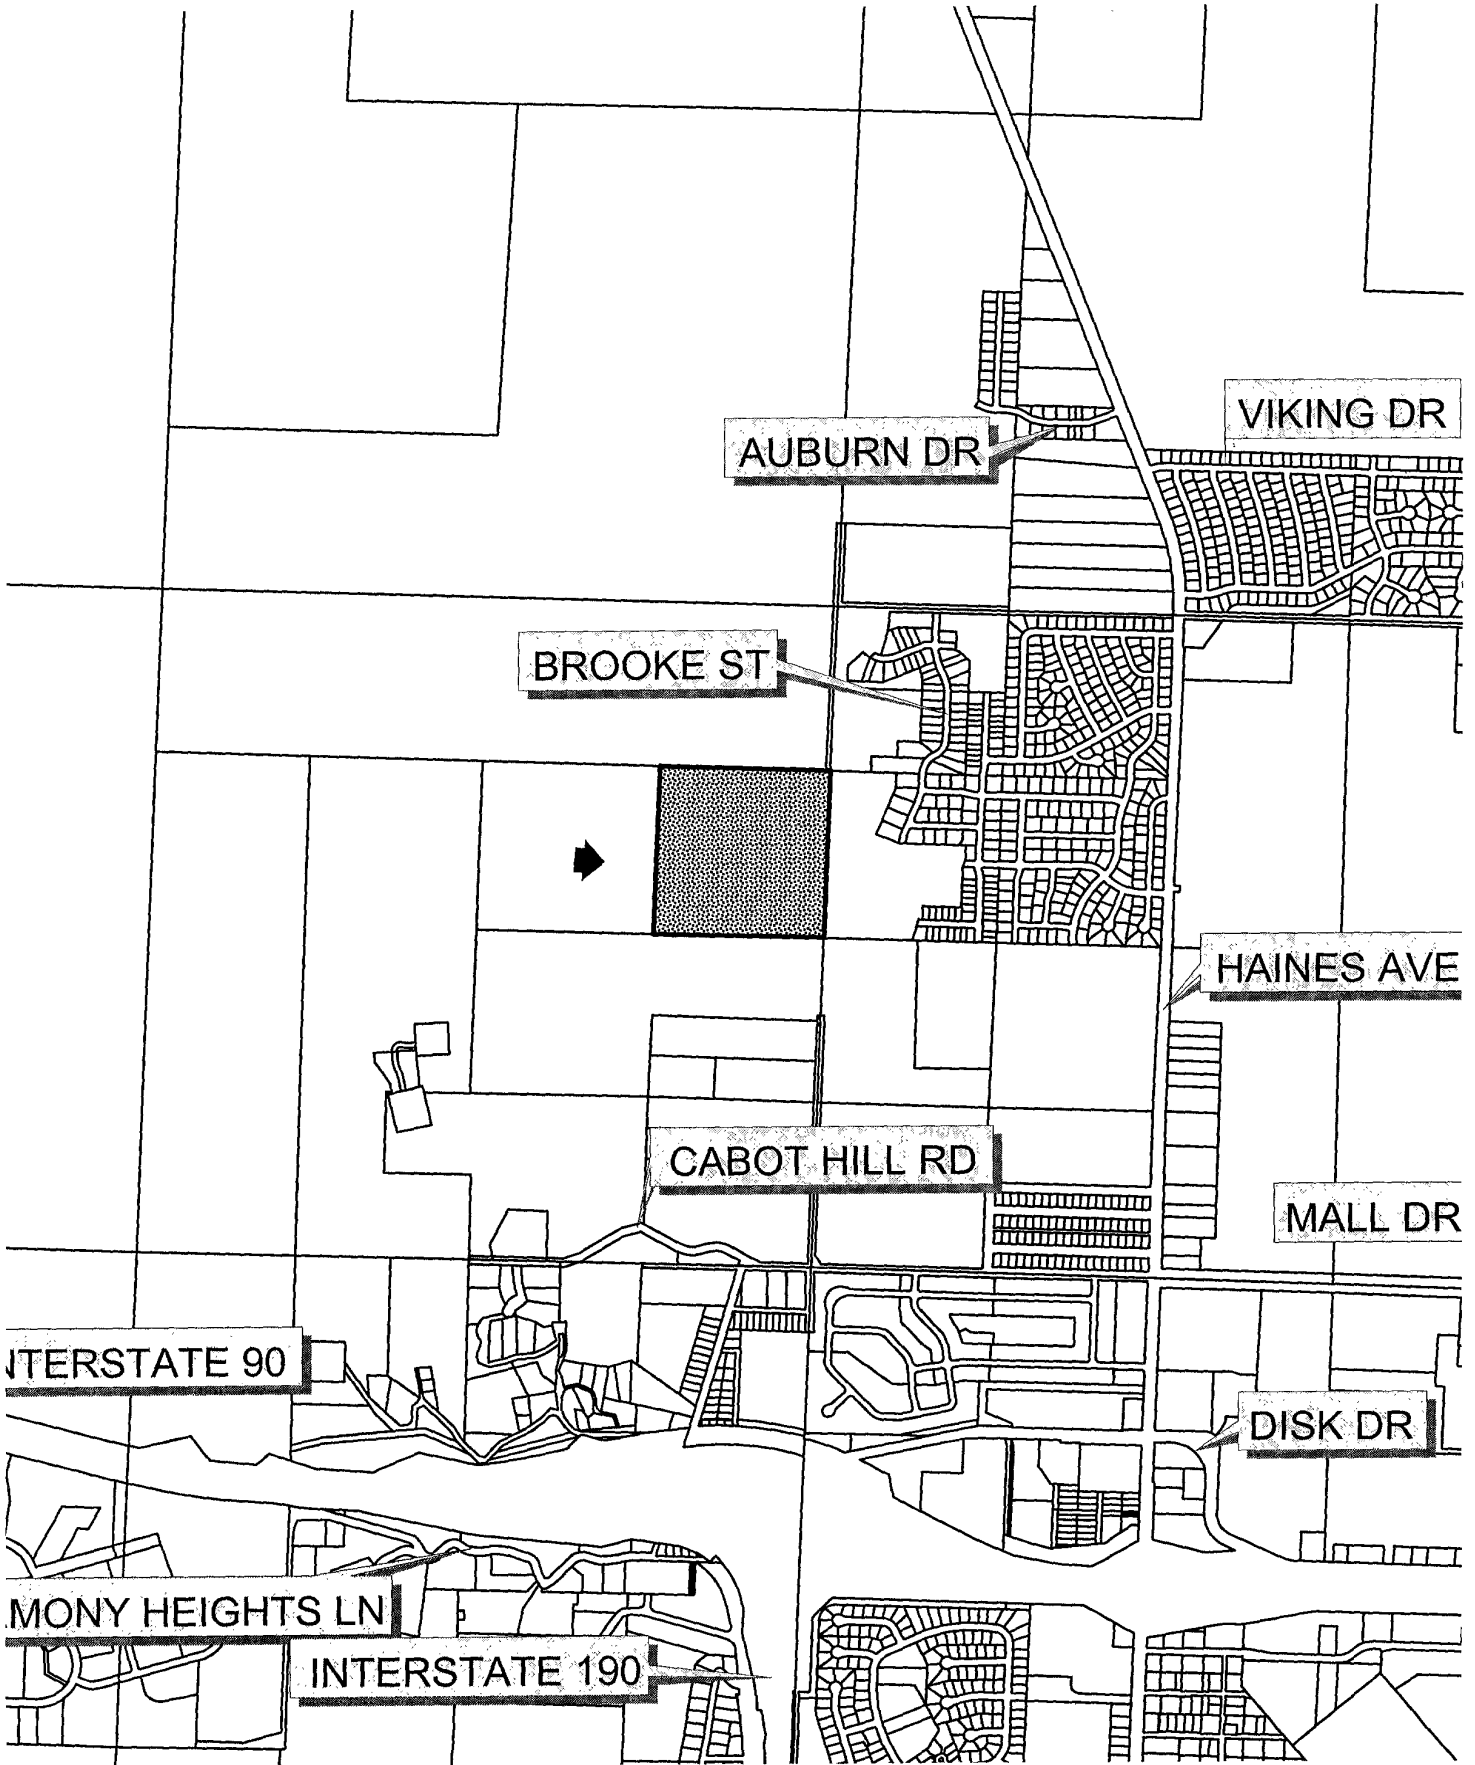 VIKING DR
AUBURN DR
BROOKE ST
HAINES AVE
CABOT HILL RD
MALL DR
NTERSTATE 90
DISK DR
MONY HEIGHTS LN
INTERSTATE 190